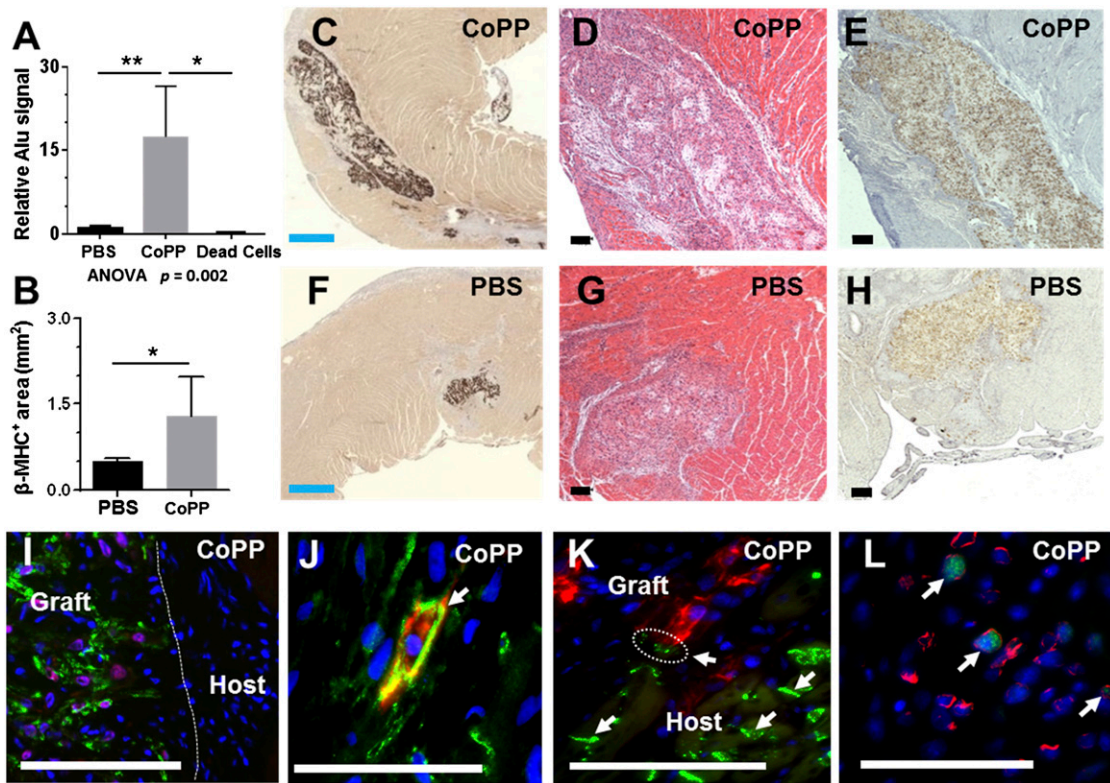 A
Relative Alu signal
30
15
0
**
*
PBS
CoPP
Dead Cells
ANOVA p = 0.002
B
β-MHC⁺ area (mm²)
3.0
1.5
0.0
*
PBS
CoPP
C
CoPP
D
CoPP
E
CoPP
F
PBS
G
PBS
H
PBS
I
CoPP
Graft
Host
J
CoPP
K
CoPP
Graft
Host
L
CoPP